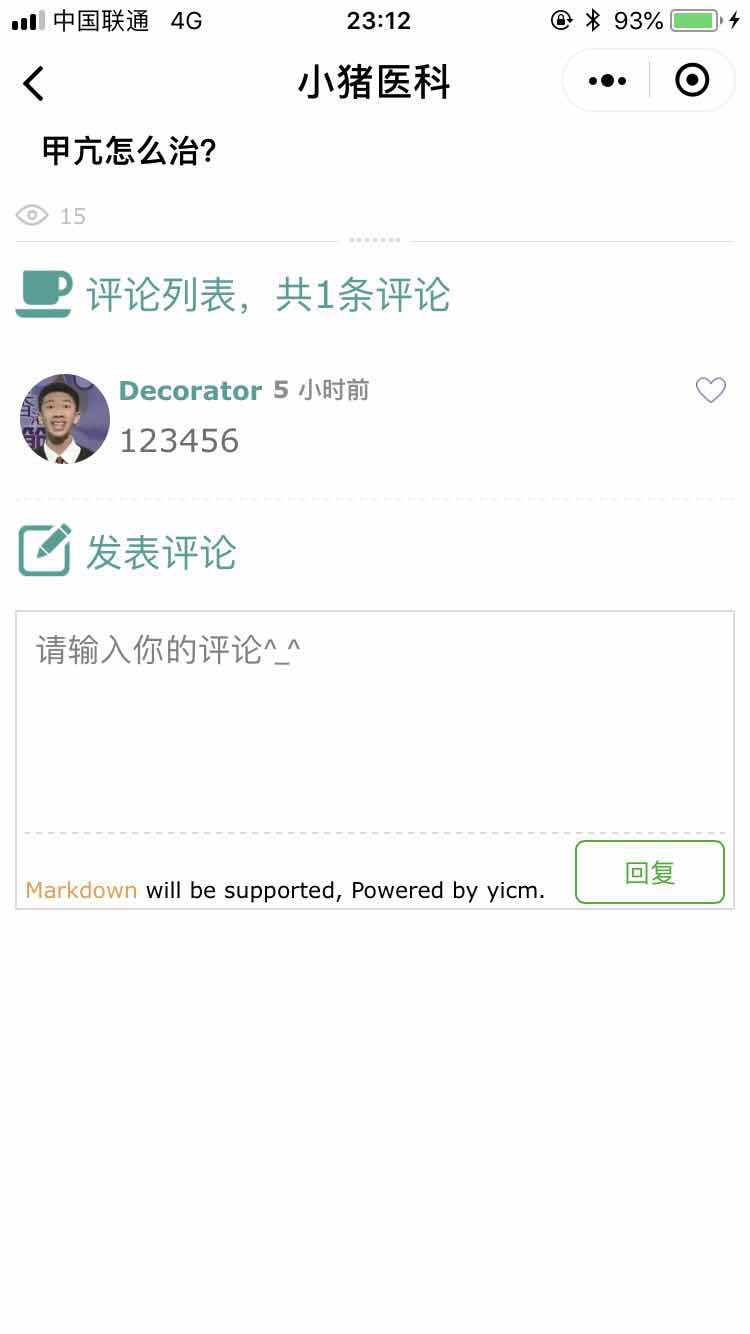 中国联通 4G 23:12 93%
小猪医科
甲亢怎么治?
15
评论列表，共1条评论
Decorator 5 小时前
123456
发表评论
请输入你的评论^_^
Markdown will be supported, Powered by yicm.
回复